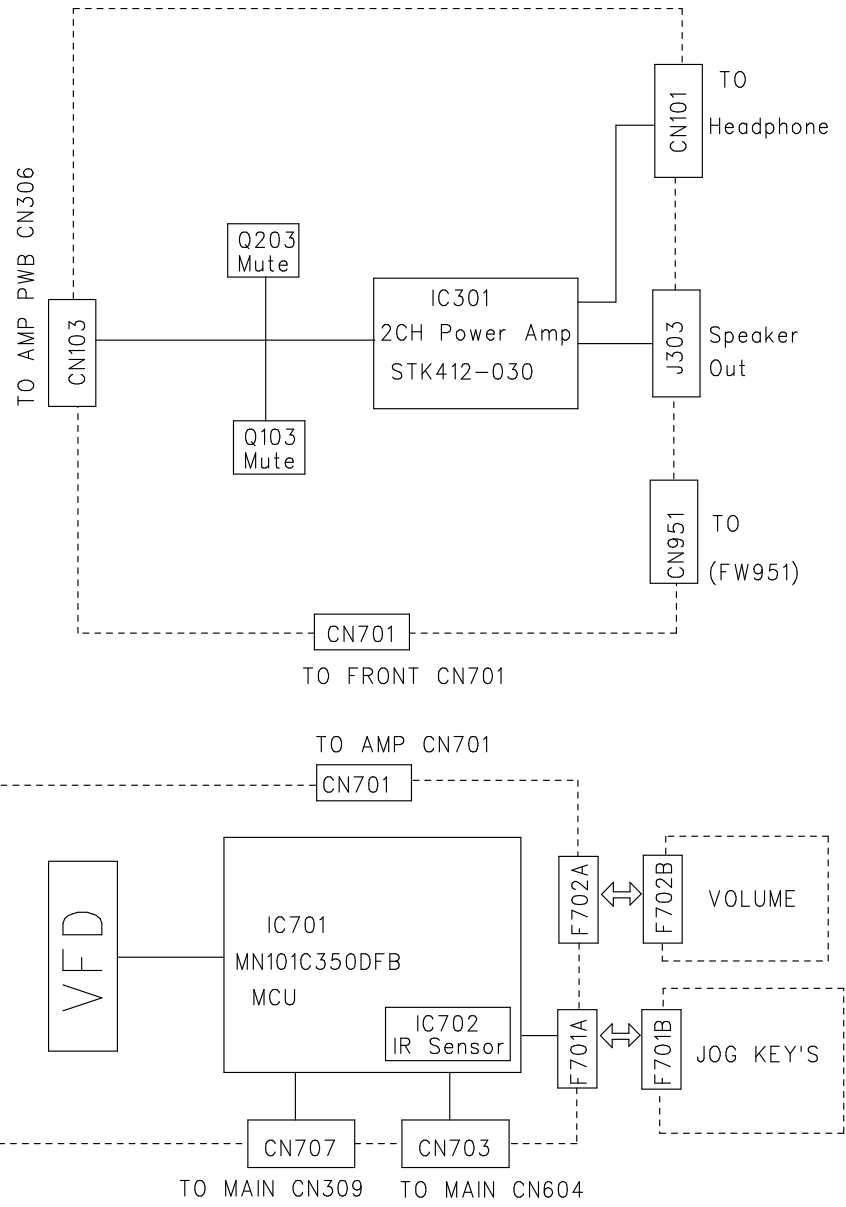 TO
Headphone
CN101
TO AMP PWB CN306
Q203
Mute
CN103
IC301
2CH Power Amp
STK412-030
J303
Speaker
Out
Q103
Mute
CN951
TO
(FW951)
CN701
TO FRONT CN701
TO AMP CN701
CN701
VFD
IC701
MN101C350DFB
MCU
IC702
IR Sensor
F702A
F702B
VOLUME
F701A
F701B
JOG KEY'S
CN707
CN703
TO MAIN CN309
TO MAIN CN604